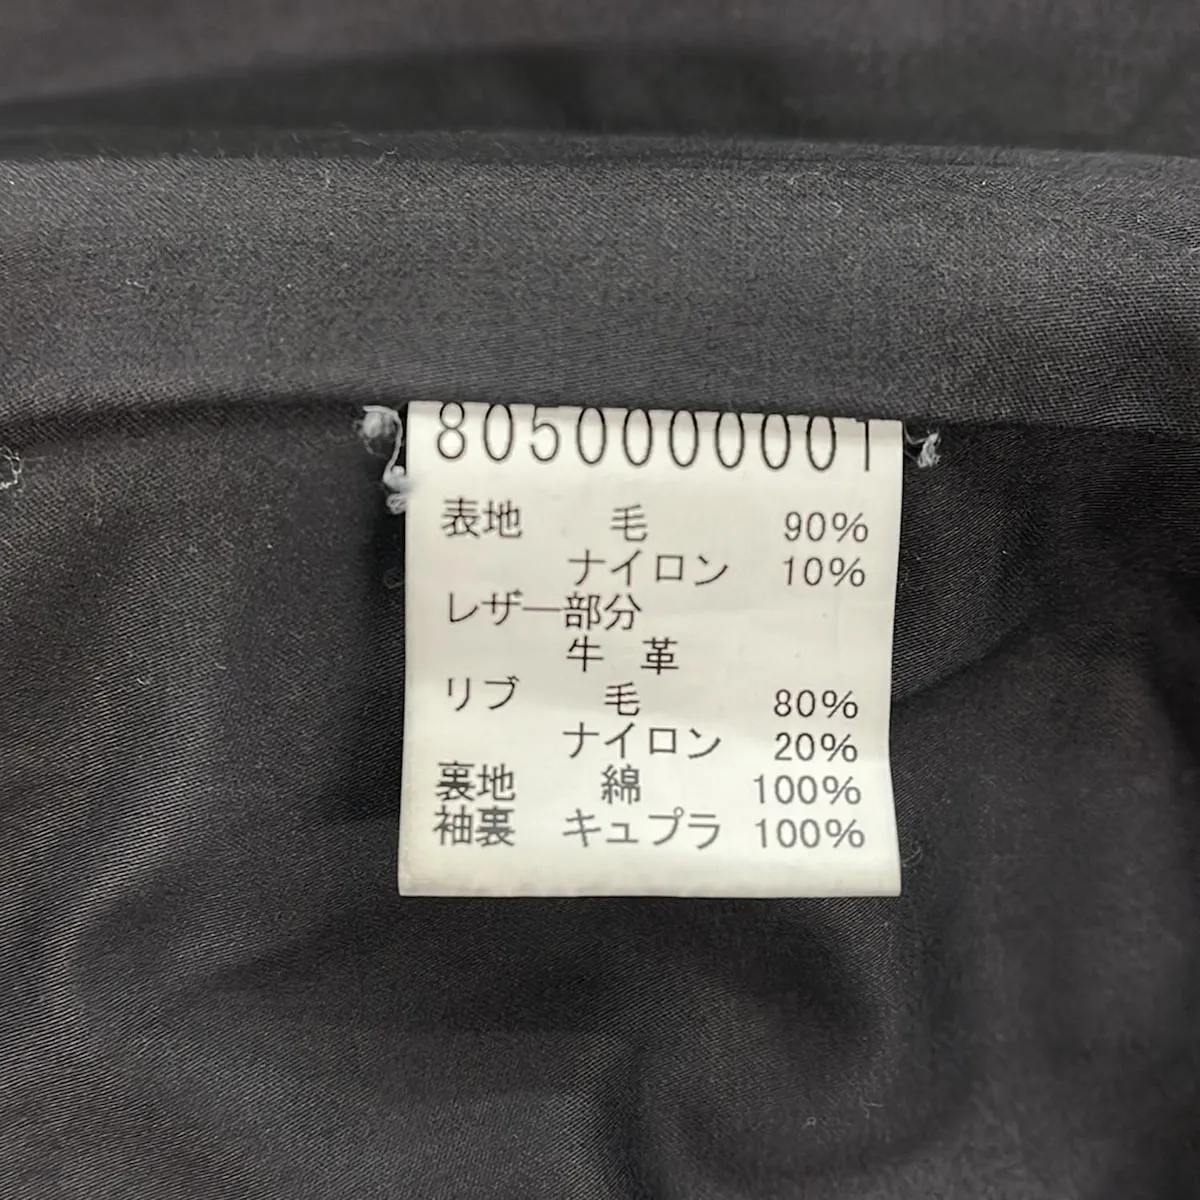 8050000001
表地 毛 90%
ナイロン 10%
レザー部分
牛 革
リブ 毛 80%
ナイロン 20%
裏地 綿 100%
袖裏 キュプラ 100%